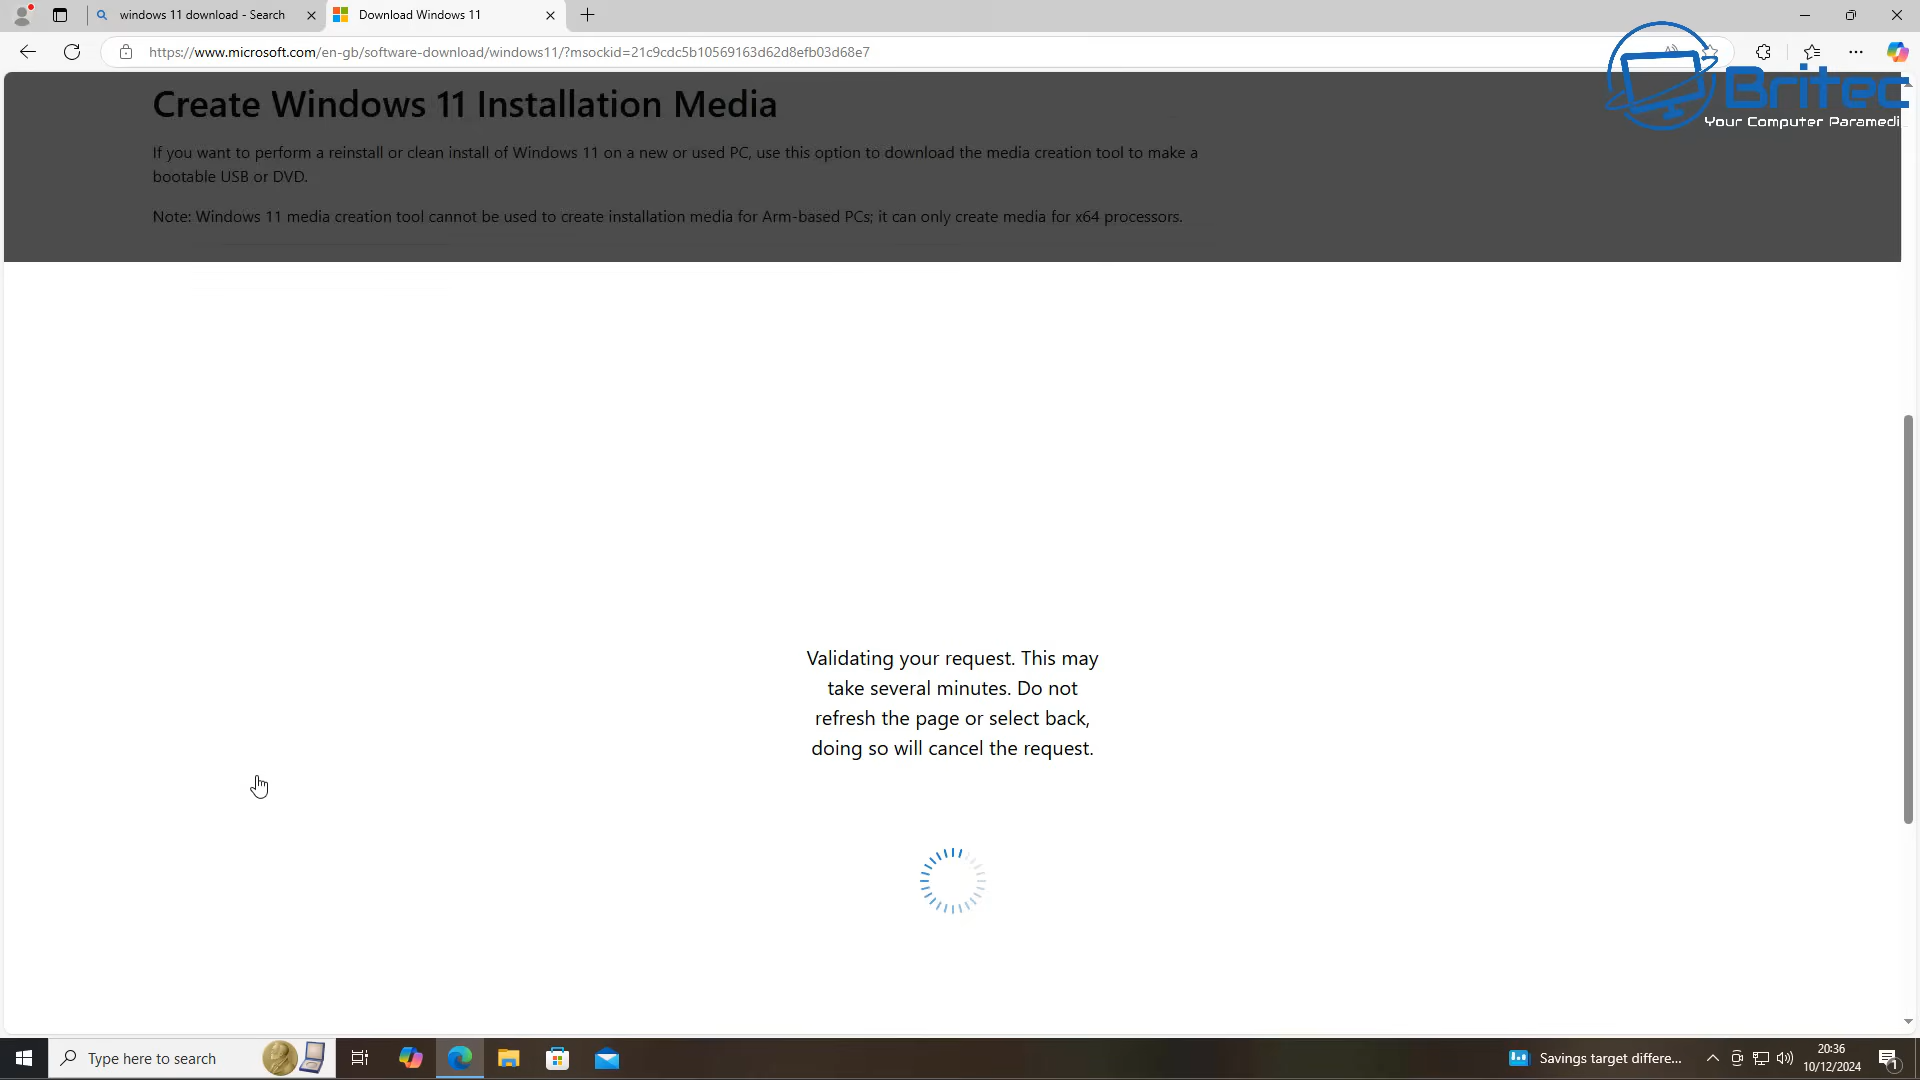 windows 11 download - Search
Download Windows 11
https://www.microsoft.com/en-gb/software-download/windows11/?msockid=21c9cdc5b10569163d62d8efb03d68e7
Britec
Your Computer Paramedi
Create Windows 11 Installation Media
If you want to perform a reinstall or clean install of Windows 11 on a new or used PC, use this option to download the media creation tool to make a
bootable USB or DVD.
Note: Windows 11 media creation tool cannot be used to create installation media for Arm-based PCs; it can only create media for x64 processors.
Validating your request. This may
take several minutes. Do not
refresh the page or select back,
doing so will cancel the request.
Type here to search
Savings target differe...
20:36
10/12/2024
1